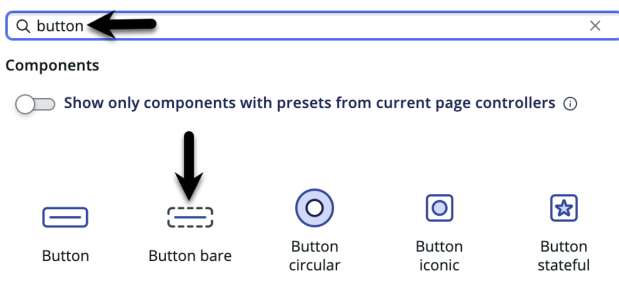 button
Components
Show only components with presets from current page controllers
Button
Button bare
Button
circular
Button
iconic
Button
stateful